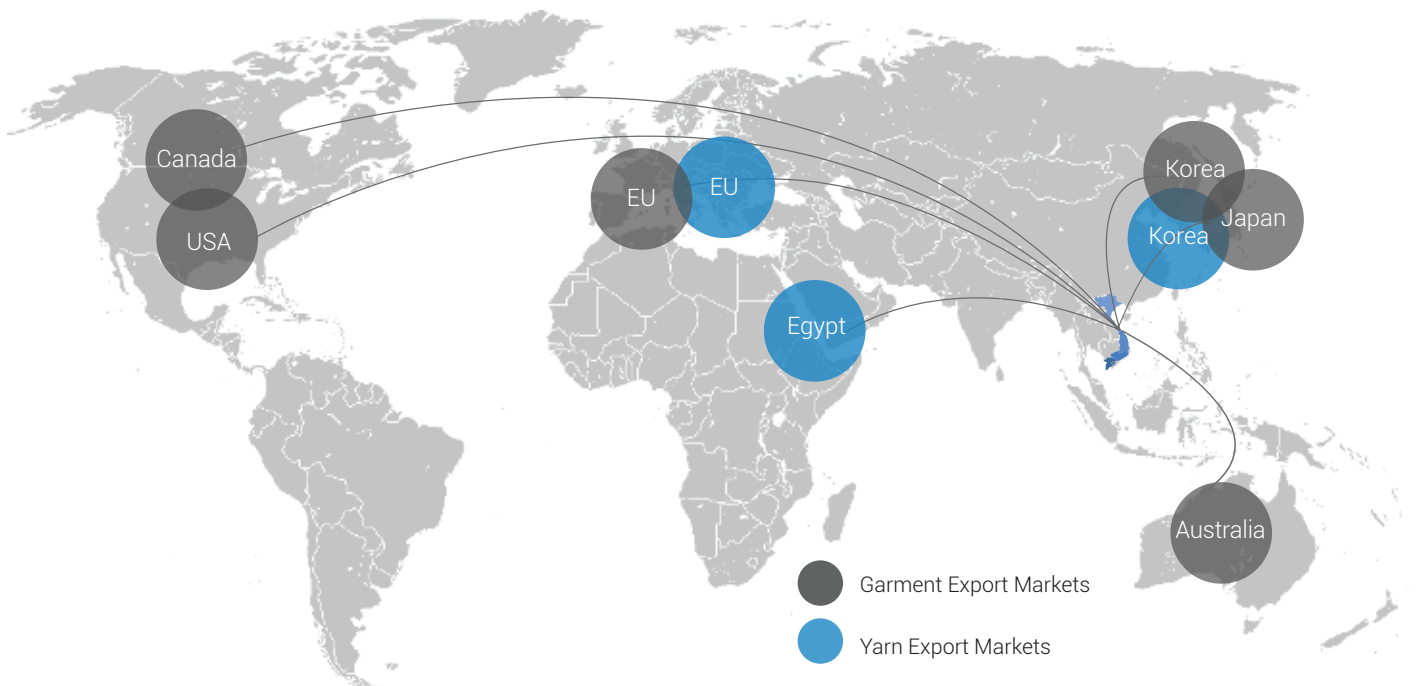 Canada
USA
EU
EU
Egypt
Korea
Korea
Japan
Australia
Garment Export Markets
Yarn Export Markets